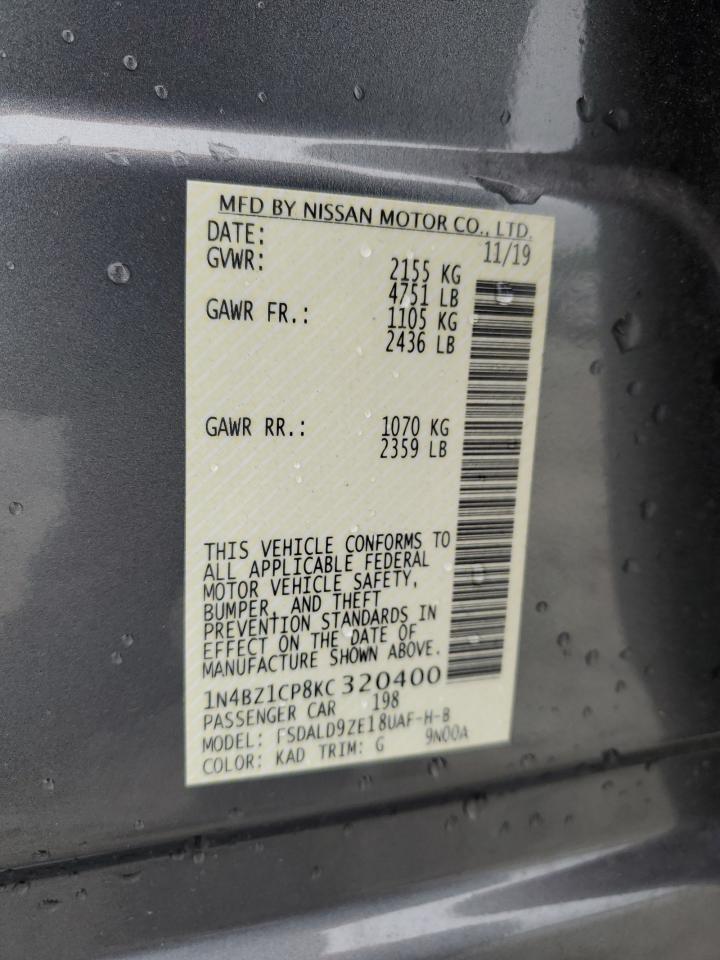 MFD BY NISSAN MOTOR CO., LTD.
DATE: 11/19
GVWR: 2155 KG
4751 LB
GAWR FR.: 1105 KG
2436 LB
GAWR RR.: 1070 KG
2359 LB
THIS VEHICLE CONFORMS TO
ALL APPLICABLE FEDERAL
MOTOR VEHICLE SAFETY,
BUMPER, AND THEFT
PREVENTION STANDARDS IN
EFFECT ON THE DATE OF
MANUFACTURE SHOWN ABOVE.
1N4BZ1CP8KC 320400
PASSENGER CAR 198
MODEL: FSDALD9ZE18UAF-H-B
COLOR: KAD TRIM: G 9N00A